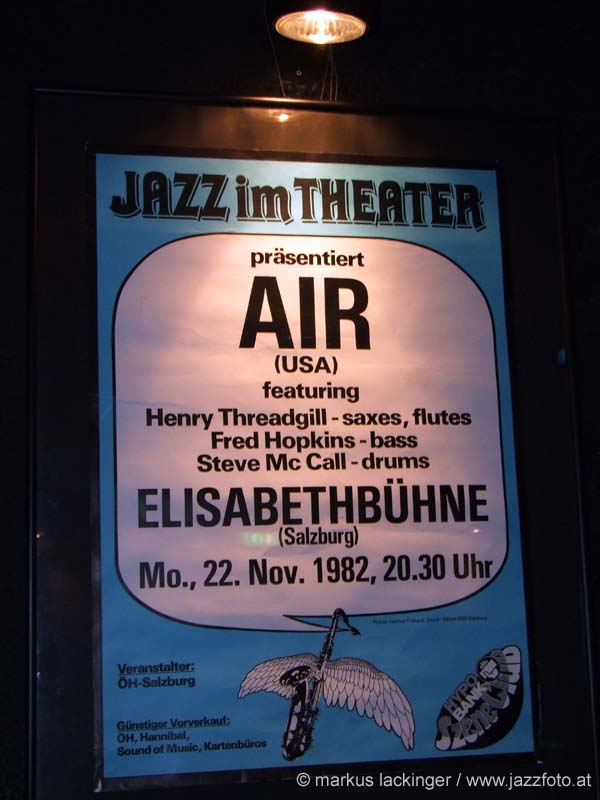 JAZZ im THEATER
präsentiert
AIR
(USA)
featuring
Henry Threadgill - saxes, flutes
Fred Hopkins - bass
Steve Mc Call - drums
ELISABETHBÜHNE
(Salzburg)
Mo., 22. Nov. 1982, 20.30 Uhr
Veranstalter:
ÖH-Salzburg
Günstiger Vorverkauf:
ÖH, Hannibal,
Sound of Music, Kartenbüros
HYPO
BANK
© markus lackinger / www.jazzfoto.at